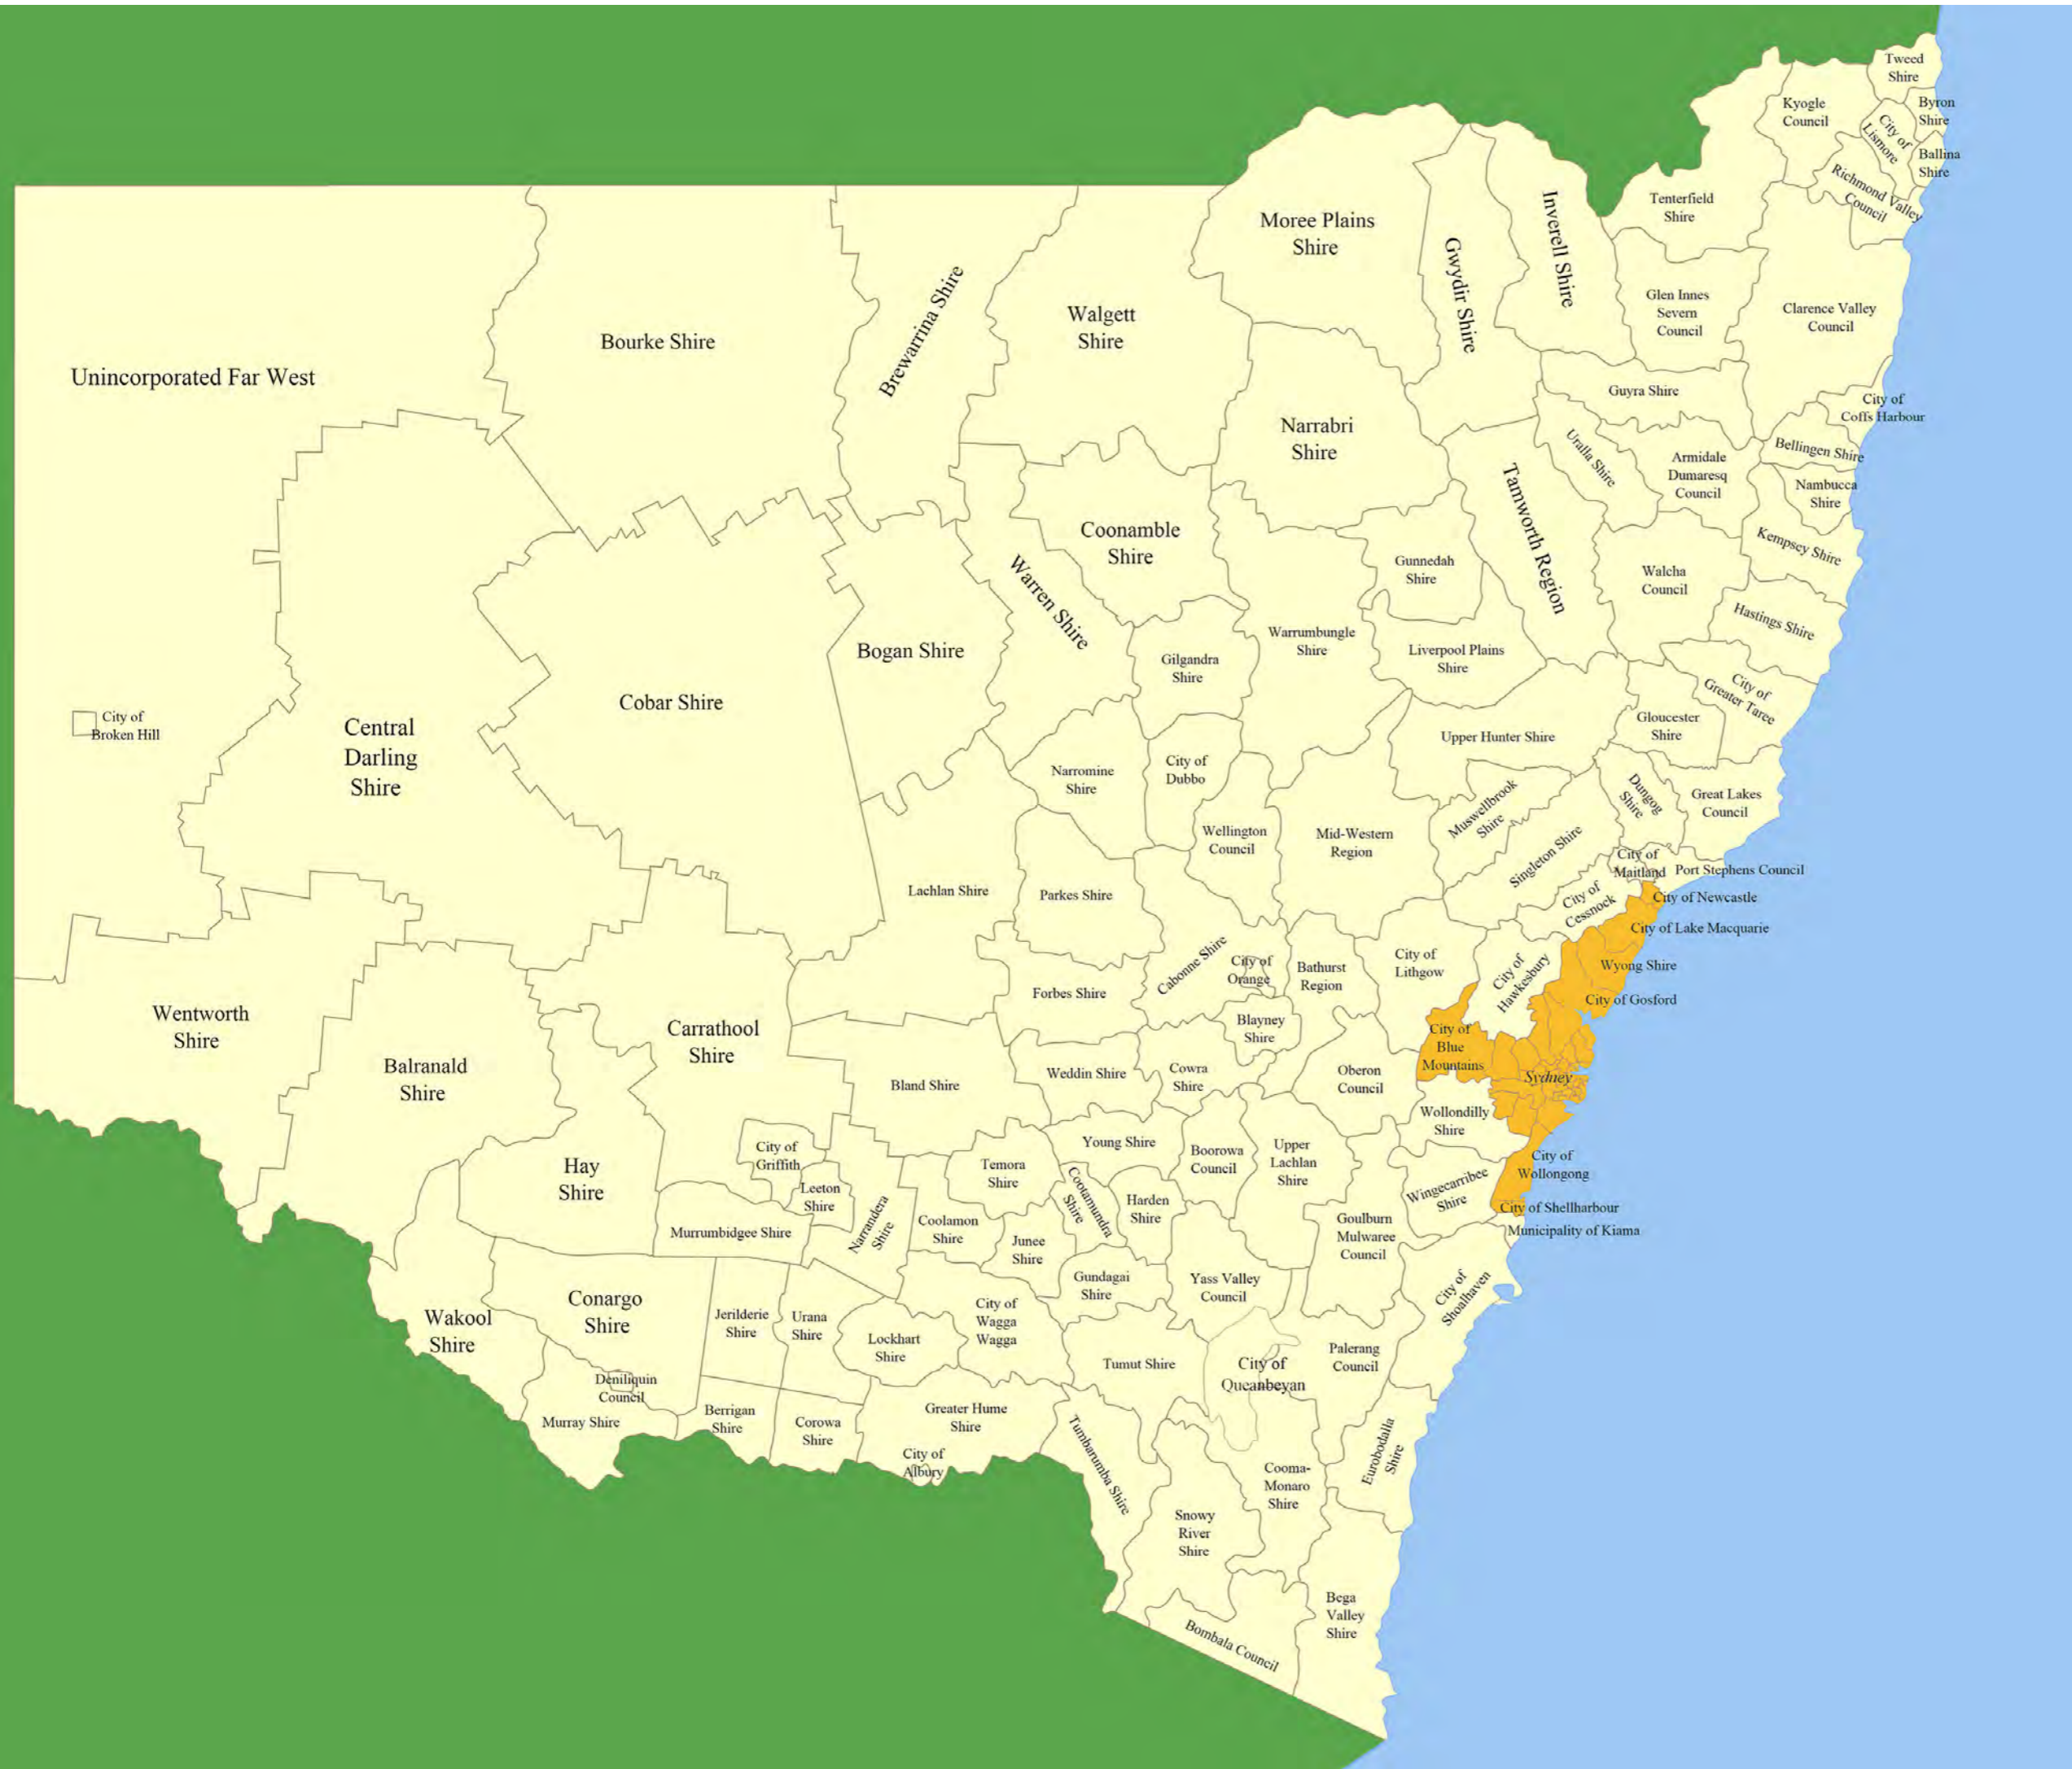 Tweed
Shire
Kyogle
Council
Byron
Shire
City of
Lismore
Ballina
Shire
Richmond Valley
Council
Tenterfield
Shire
Moree Plains
Shire
Gwydir Shire
Inverell Shire
Glen Innes
Severn
Council
Clarence Valley
Council
Walgett
Shire
Brewarrina Shire
Bourke Shire
Unincorporated Far West
Guyra Shire
City of
Coffs Harbour
Narrabri
Shire
Uralla Shire
Armidale
Dumaresq
Council
Bellingen Shire
Nambucca
Shire
Tamworth Region
Coonamble
Shire
Kempsey Shire
Gunnedah
Shire
Walcha
Council
Warren Shire
Hastings Shire
Warrumbungle
Shire
Liverpool Plains
Shire
Bogan Shire
Gilgandra
Shire
City of
Greater Taree
Cobar Shire
City of
Broken Hill
Central
Darling
Shire
Gloucester
Shire
Upper Hunter Shire
Narromine
Shire
City of
Dubbo
Dungog
Shire
Great Lakes
Council
Muswellbrook
Shire
Wellington
Council
Mid-Western
Region
Singleton Shire
City of
Maitland
Port Stephens Council
Lachlan Shire
Parkes Shire
City of
Cessnock
City of Newcastle
City of Lake Macquarie
Cabonne Shire
City of
Orange
Bathurst
Region
City of
Lithgow
City of
Hawkesbury
Wyong Shire
City of Gosford
Forbes Shire
Wentworth
Shire
Carrathool
Shire
Blayney
Shire
City of
Blue
Mountains
Balranald
Shire
Bland Shire
Weddin Shire
Cowra
Shire
Oberon
Council
Sydney
Wollondilly
Shire
Young Shire
Boorowa
Council
Upper
Lachlan
Shire
City of
Griffith
Hay
Shire
Temora
Shire
City of
Wollongong
Leeton
Shire
Cootamundra
Shire
Harden
Shire
Wingecarribee
Shire
City of Shellharbour
Municipality of Kiama
Murrumbidgee Shire
Narrandera
Shire
Coolamon
Shire
Junee
Shire
Goulburn
Mulwaree
Council
Gundagai
Shire
Yass Valley
Council
City of
Shoalhaven
Conargo
Shire
Wakool
Shire
Jerilderie
Shire
Urana
Shire
Lockhart
Shire
City of
Wagga
Wagga
Tumut Shire
City of
Queanbeyan
Palerang
Council
Deniliquin
Council
Murray Shire
Berrigan
Shire
Corowa
Shire
Greater Hume
Shire
City of
Albury
Tumbarumba Shire
Eurobodalla
Shire
Cooma-
Monaro
Shire
Snowy
River
Shire
Bega
Valley
Shire
Bombala Council